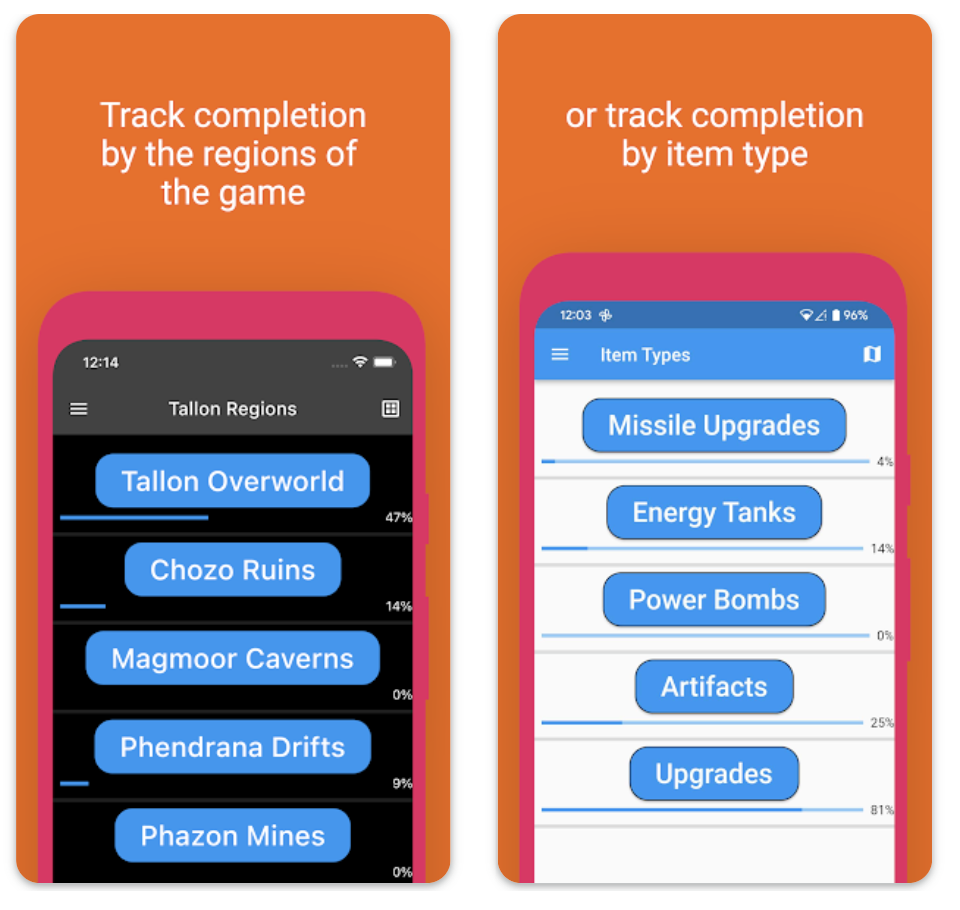 Track completion
by the regions of
the game
12:14
Tallon Regions
Tallon Overworld
47%
Chozo Ruins
14%
Magmoor Caverns
0%
Phendrana Drifts
9%
Phazon Mines
0%
or track completion
by item type
12:03 96%
Item Types
Missile Upgrades
4%
Energy Tanks
14%
Power Bombs
0%
Artifacts
25%
Upgrades
81%